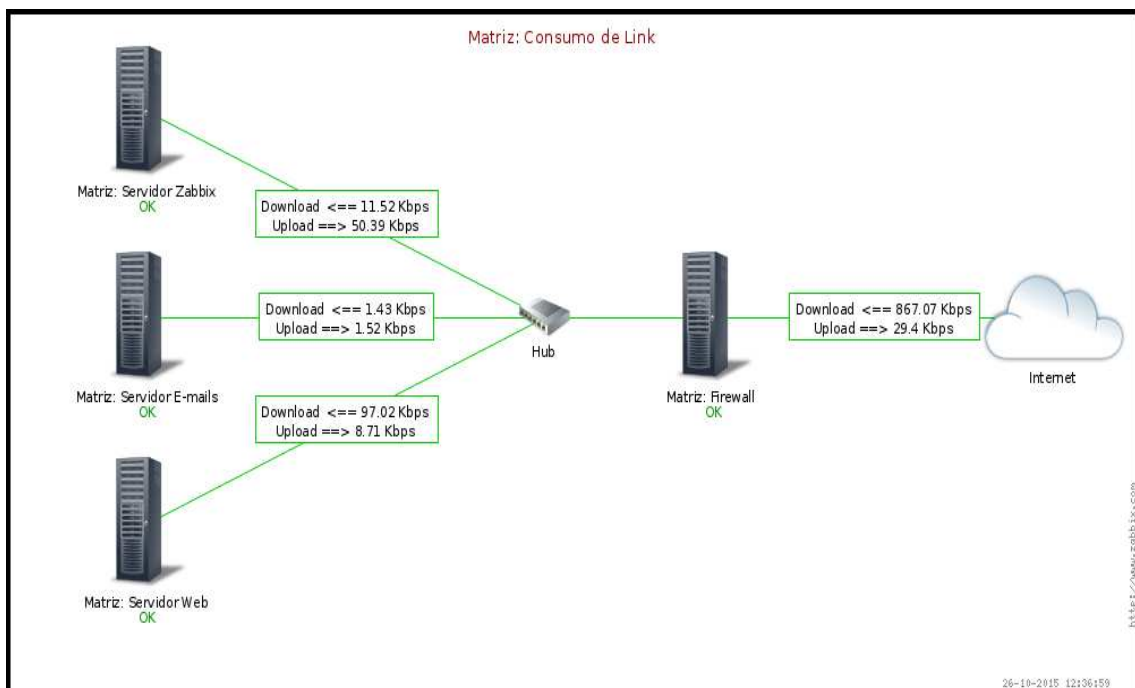 Matriz: Consumo de Link
Matriz: Servidor Zabbix
OK
Download <== 11.52 Kbps
Upload ==> 50.39 Kbps
Matriz: Servidor E-mails
OK
Download <== 1.43 Kbps
Upload ==> 1.52 Kbps
Hub
Matriz: Firewall
OK
Download <== 867.07 Kbps
Upload ==> 29.4 Kbps
Internet
Download <== 97.02 Kbps
Upload ==> 8.71 Kbps
Matriz: Servidor Web
OK
http://www.zabbix.com
26-10-2015 12:36:59